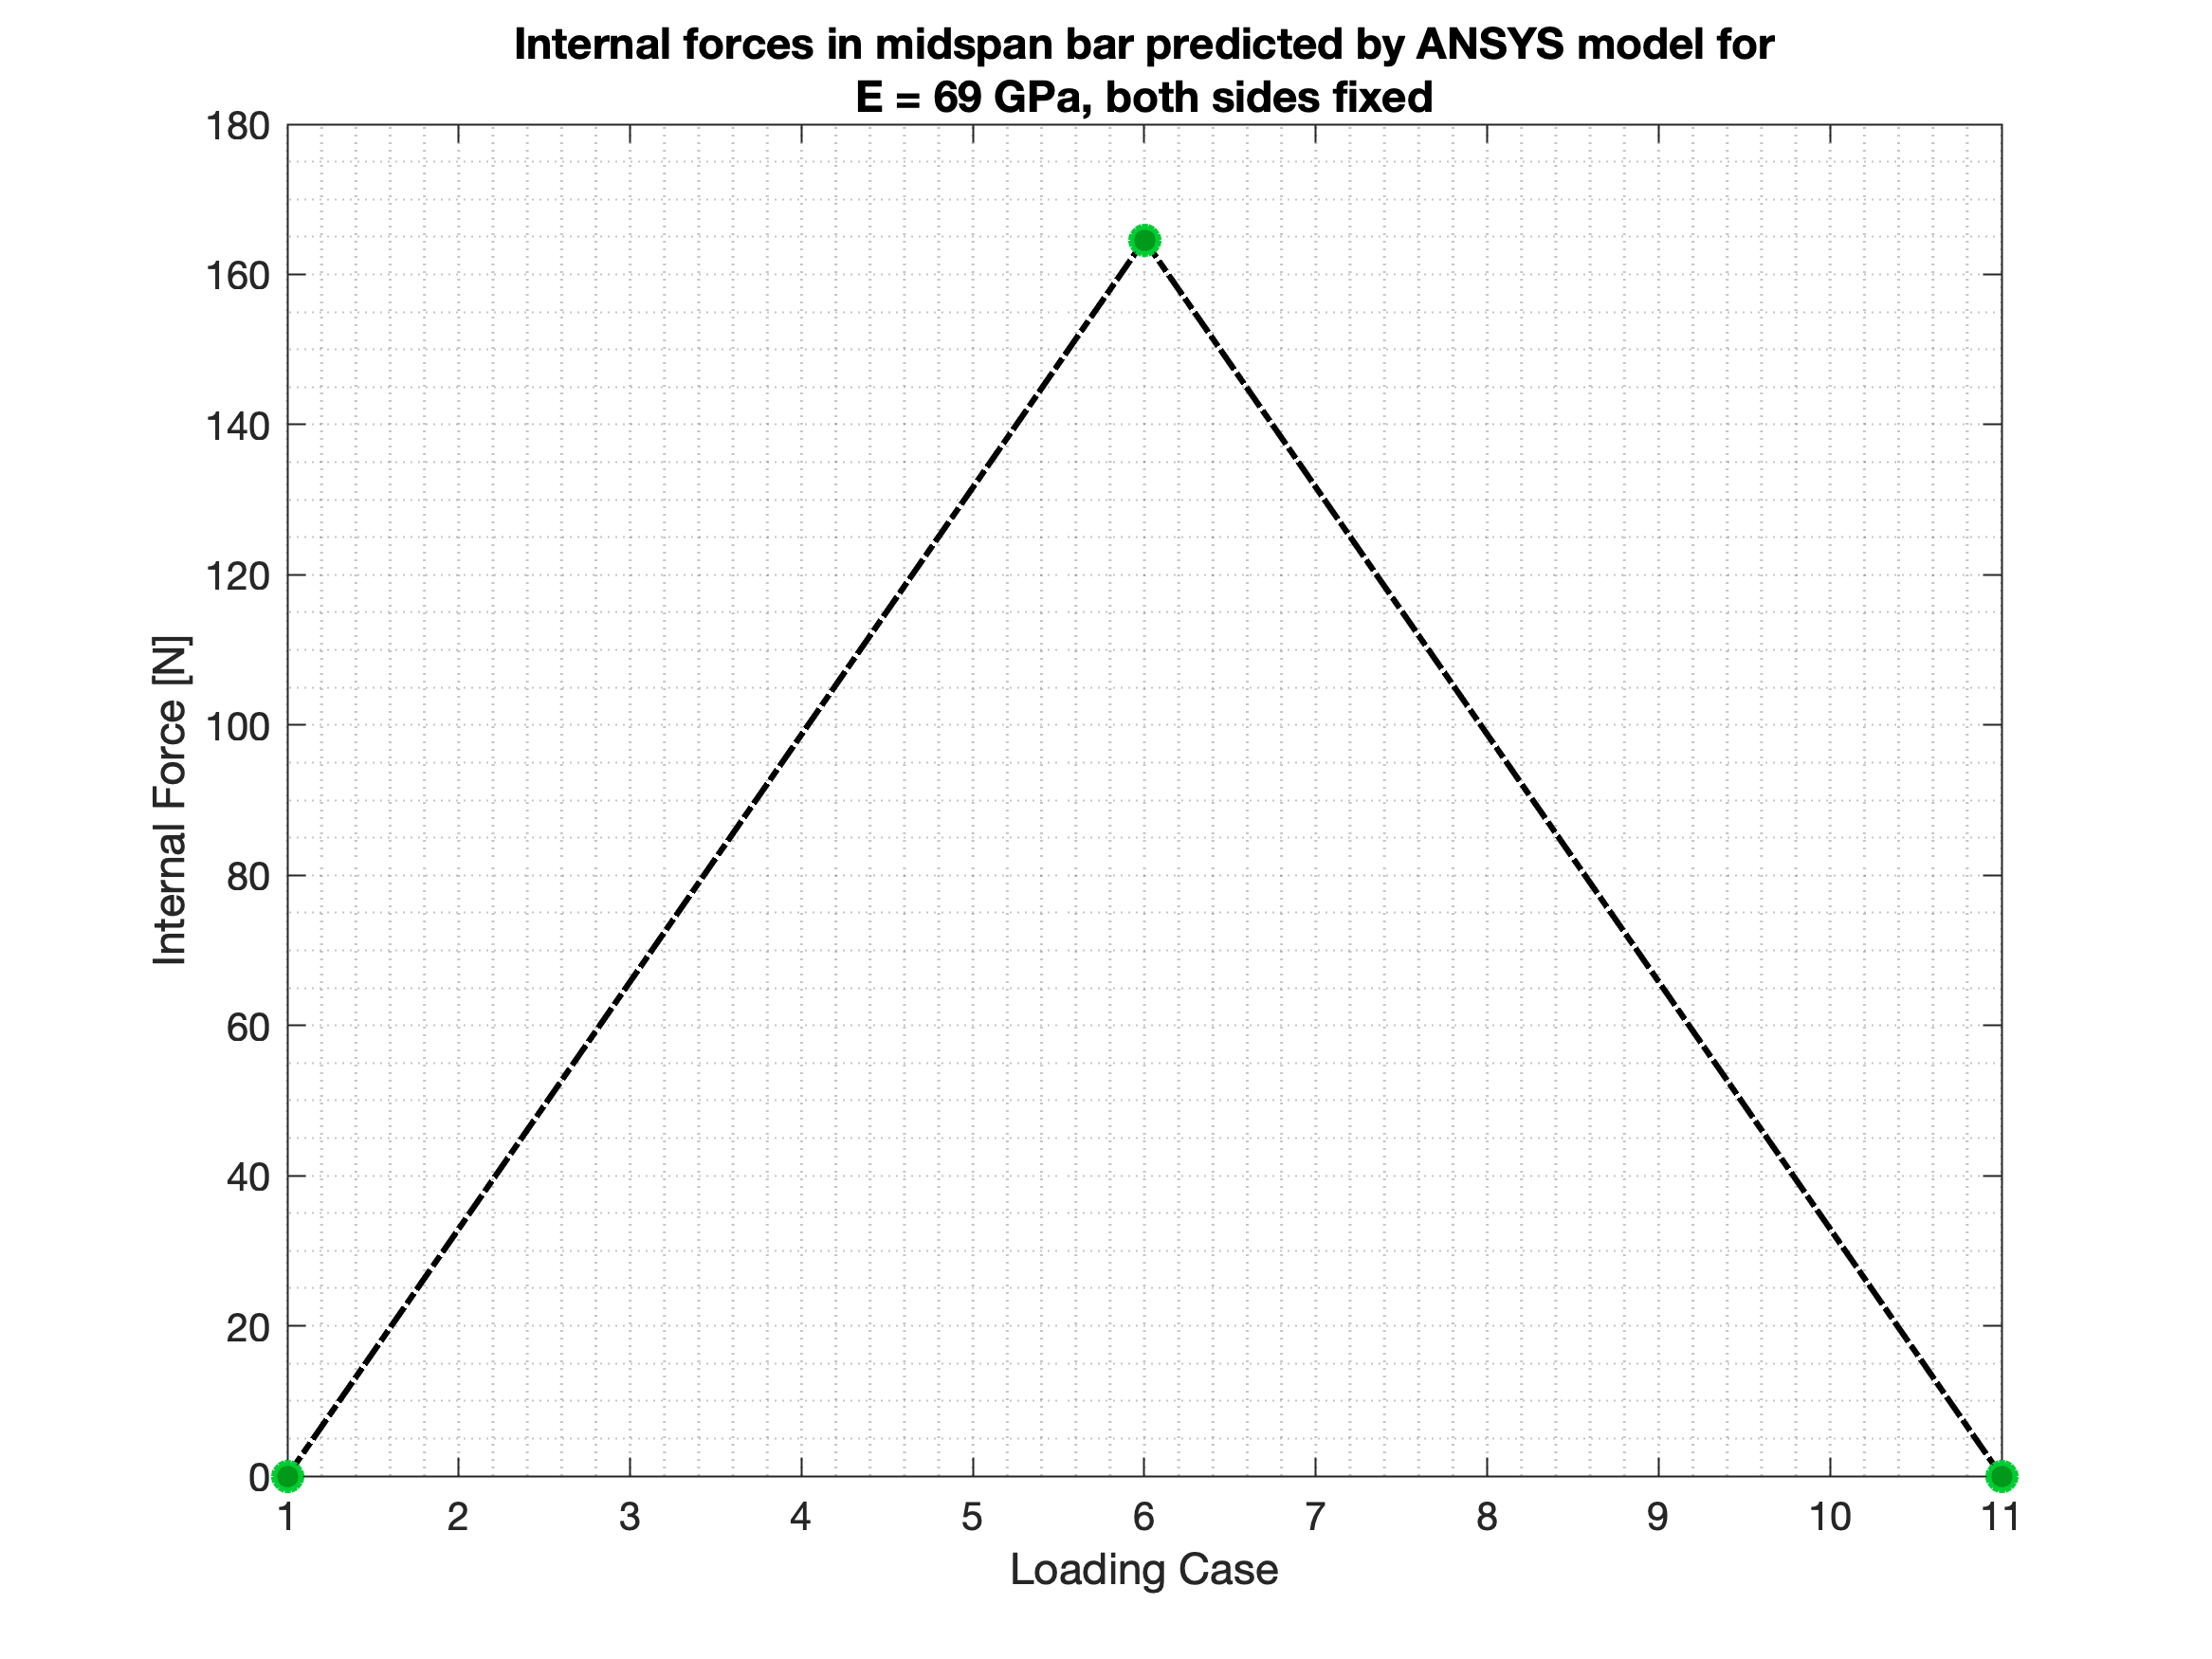 Internal forces in midspan bar predicted by ANSYS model for
E = 69 GPa, both sides fixed
180
160
140
120
100
80
60
40
20
0
Internal Force [N]
1 2 3 4 5 6 7 8 9 10 11
Loading Case